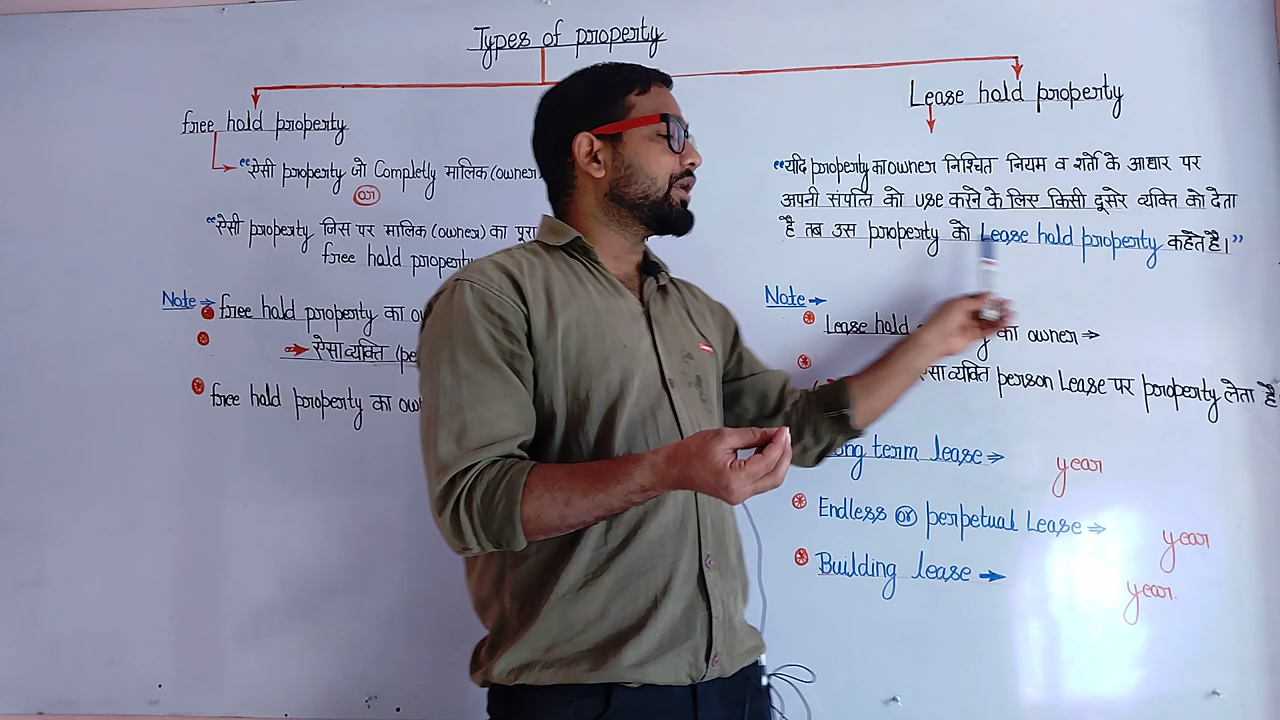 Types of property
free hold property
"ऐसी property जो Completly मालिक (owner
or
"ऐसी property जिस पर मालिक (owner) का पूरा
free hold property
Note → free hold property का
→ ऐसा व्यक्ति
free hold property का
Lease hold property
"यदि property का owner निश्चित नियम व शर्तो के आधार पर
अपनी संपत्ति को use करने के लिए किसी दूसरे व्यक्ति को देता
है तब उस property को Lease hold property कहते है।"
Note →
Lease hold का owner →
व्यक्ति person Lease पर property लेता है
term lease ⇒ year
Endless or perpetual Lease ⇒ year
Building lease → year.